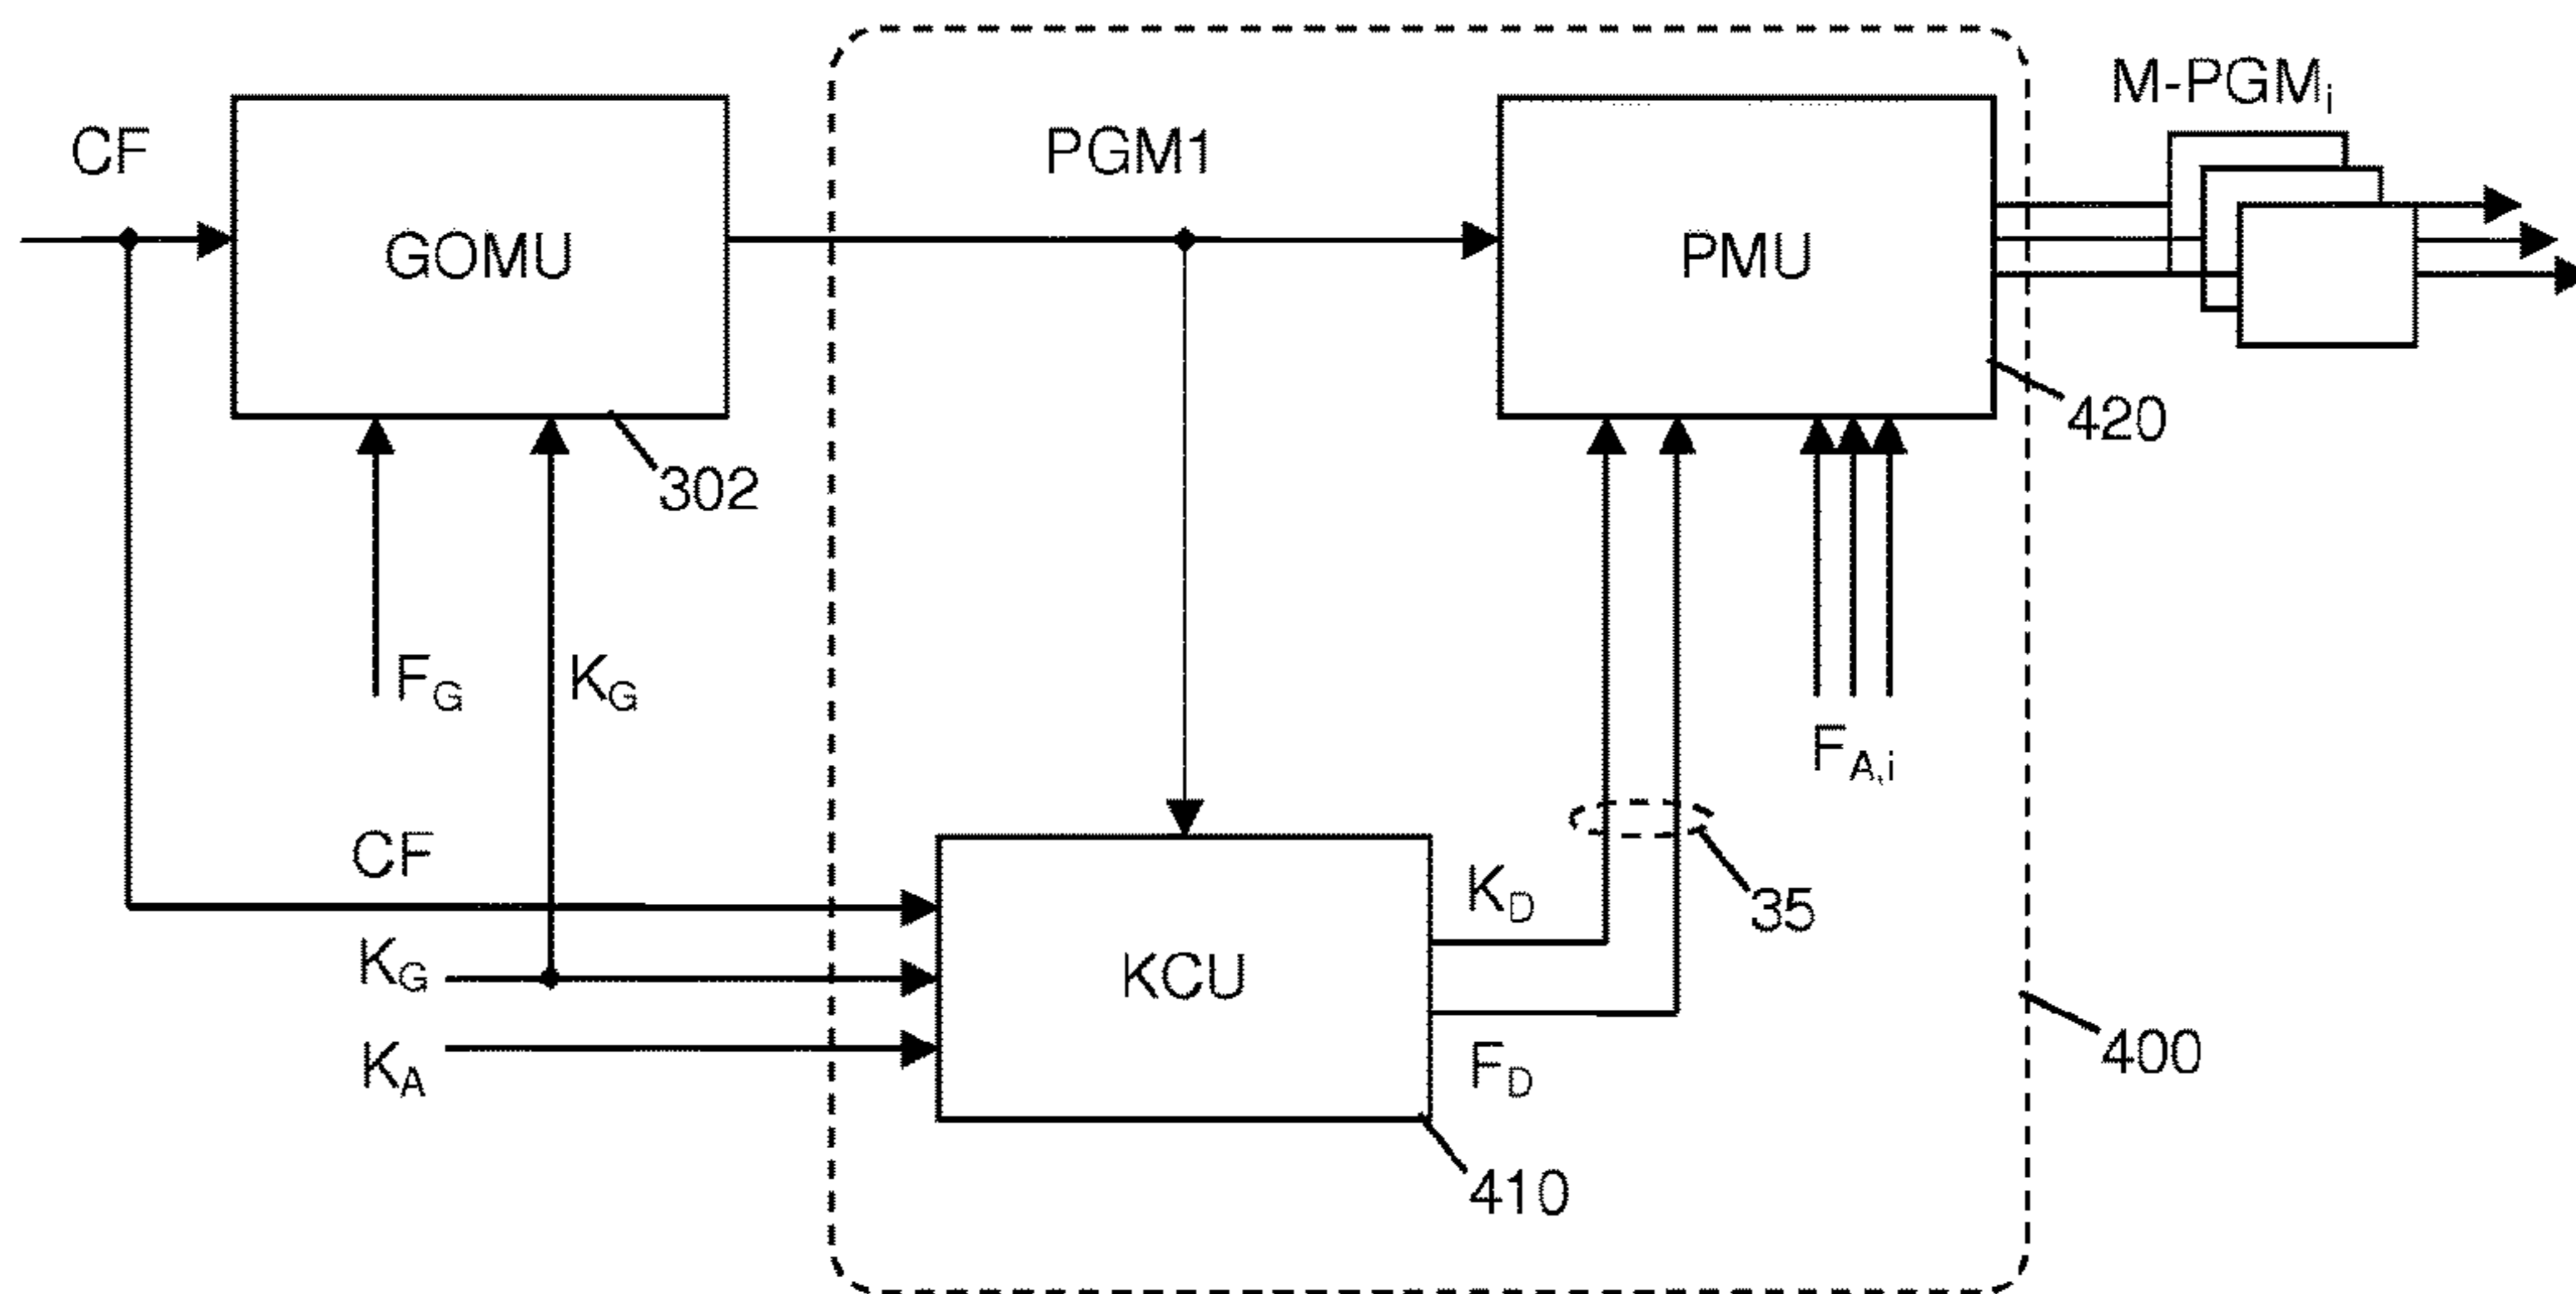 M-PGMi
CF
PGM1
GOMU
PMU
420
302
FG
KG
FA,i
CF
KD
35
KG
KCU
KA
FD
400
410